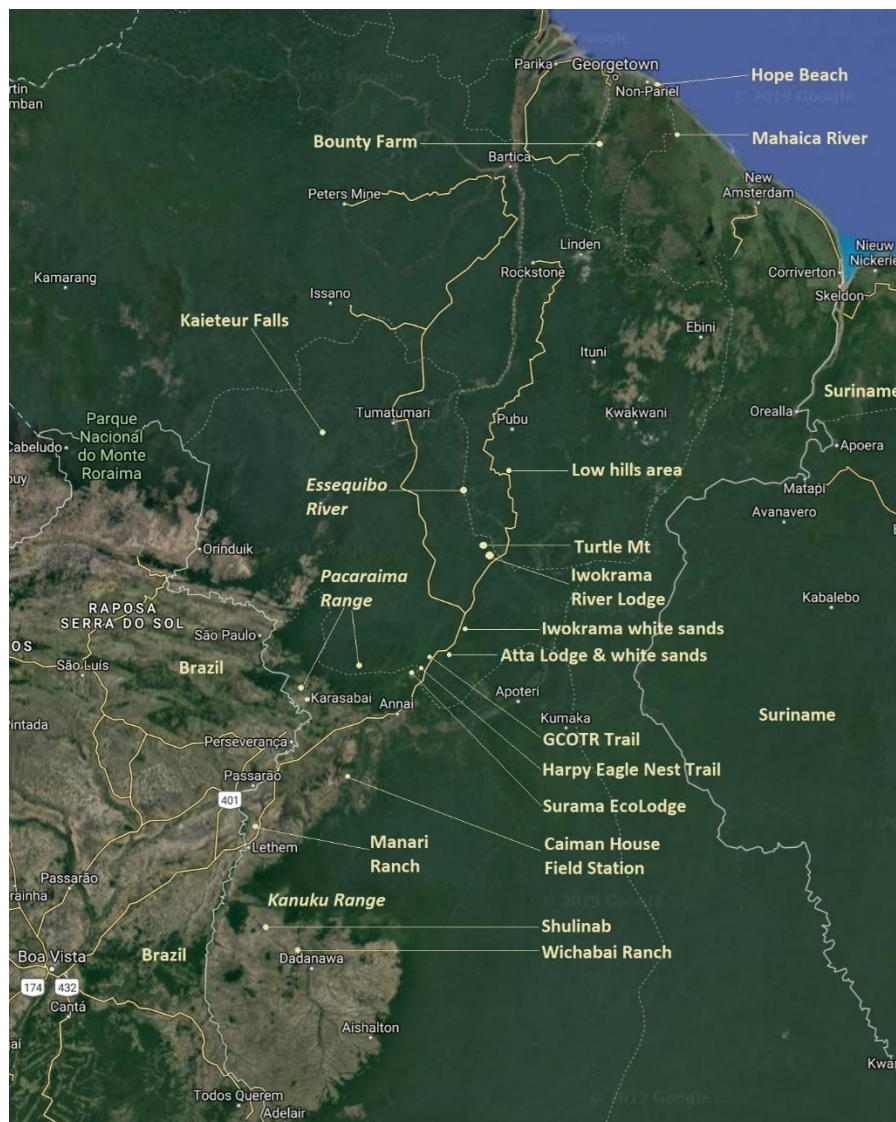 Parika
Georgetown
Non-Pariel
Hope Beach
© 2019 Google
rtin
mban
Bounty Farm
Mahaica River
Bartica
Peters Mine
New
Amsterdam
Linden
Rockstone
Nieuw
Nickerie
Kamarang
Corriverton
Skeldon
Issano
Kaieteur Falls
Ebini
Ituni
Suriname
Parque
Nacional
do Monte
Roraima
Tumatumari
Pubu
Kwakwani
Orealla
Cabeludo
Apoera
Low hills area
Essequibo
River
Matapi
Avanavero
Orinduik
Turtle Mt
Iwokrama
River Lodge
Pacaraima
Range
Kabalebo
RAPOSA
SERRA DO SOL
São Paulo
Iwokrama white sands
Atta Lodge & white sands
São Luís
Brazil
Karasabai
Annai
Apoteri
Kumaka
Suriname
Pintada
Perseverança
GCOTR Trail
Harpy Eagle Nest Trail
Passarão
401
Surama EcoLodge
Manari
Ranch
Caiman House
Field Station
Lethem
Passarão
Kanuku Range
Shulinab
Wichabai Ranch
Dadanawa
Boa Vista
Brazil
174
432
Cantá
Aishalton
Todos Querem
Adelair
© 2019 Google